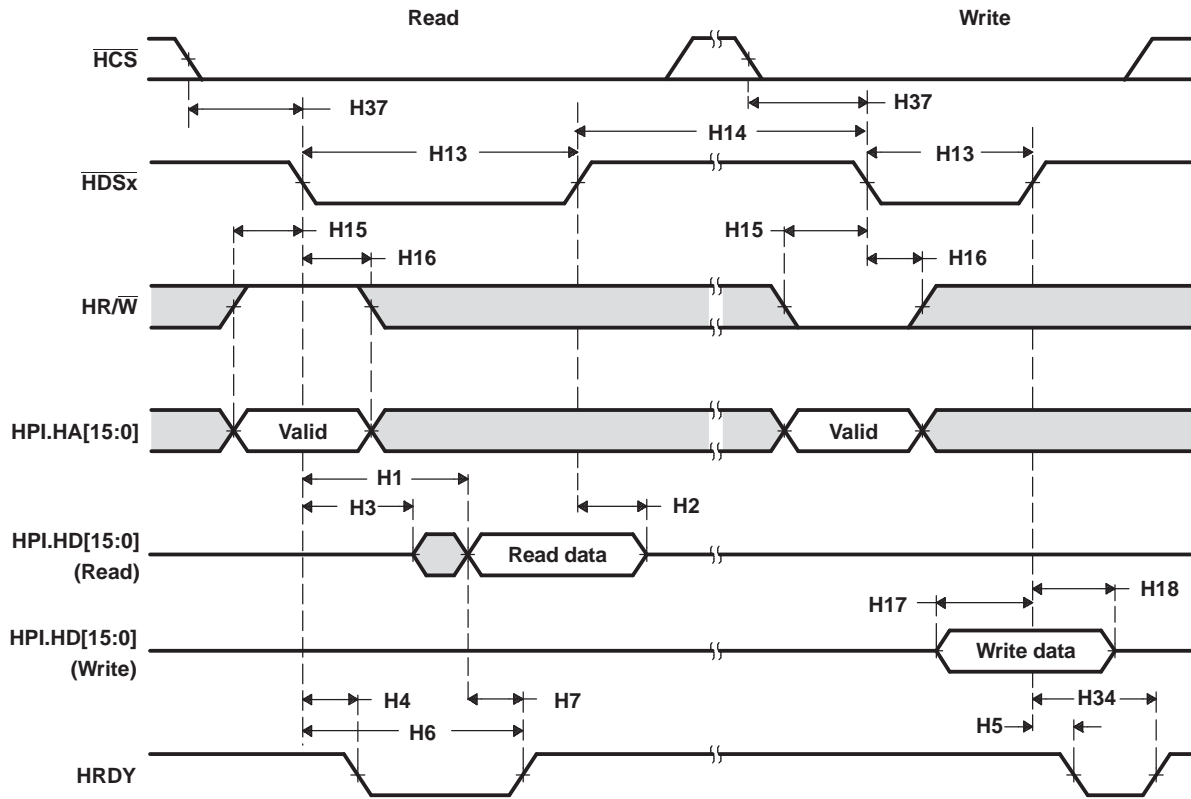 Read Write
HCS
H37 H37
H14
H13 H13
HDSx
H15 H15
H16 H16
HR/W
HPI.HA[15:0] Valid Valid
H1
H3 H2
HPI.HD[15:0]
(Read)
Read data
H17 H18
HPI.HD[15:0]
(Write)
Write data
H4 H7 H34
H6 H5
HRDY